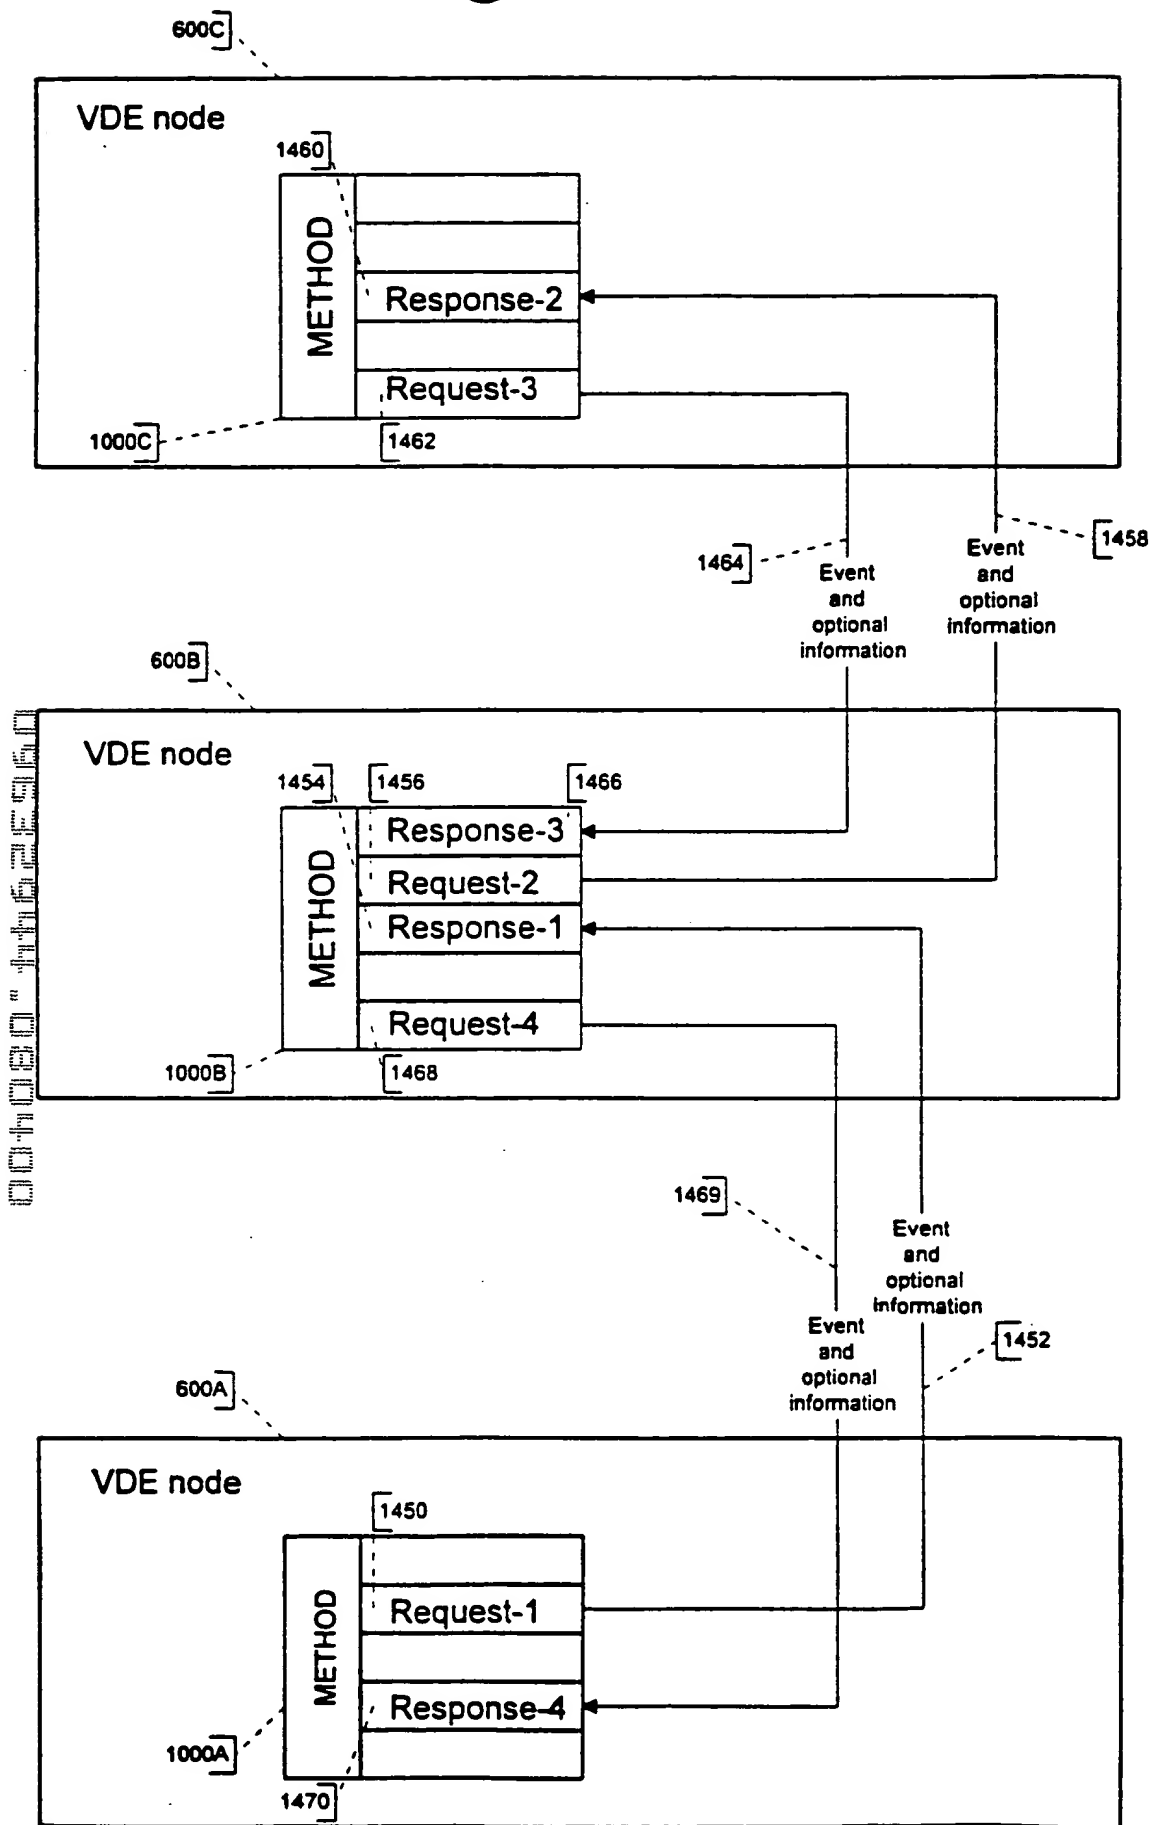 600C
VDE node
1460
METHOD
Response-2
Request-3
1000C
1462
1464
1458
Event
and
optional
information
Event
and
optional
information
600B
VDE node
1454
1456
1466
METHOD
Response-3
Request-2
Response-1
Request-4
1000B
1468
1469
Event
and
optional
information
Event
and
optional
information
1452
600A
VDE node
1450
METHOD
Request-1
Response-4
1000A
1470